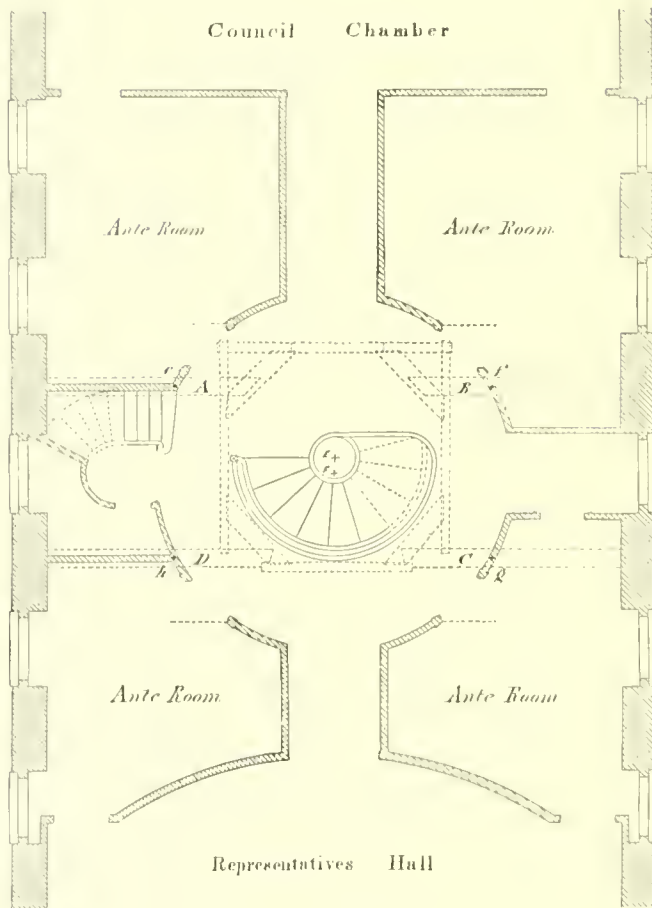 Council Chamber
Ante Room Ante Room
e f
A B
f+
f+
D C
h g
Ante Room Ante Room
Representatives Hall